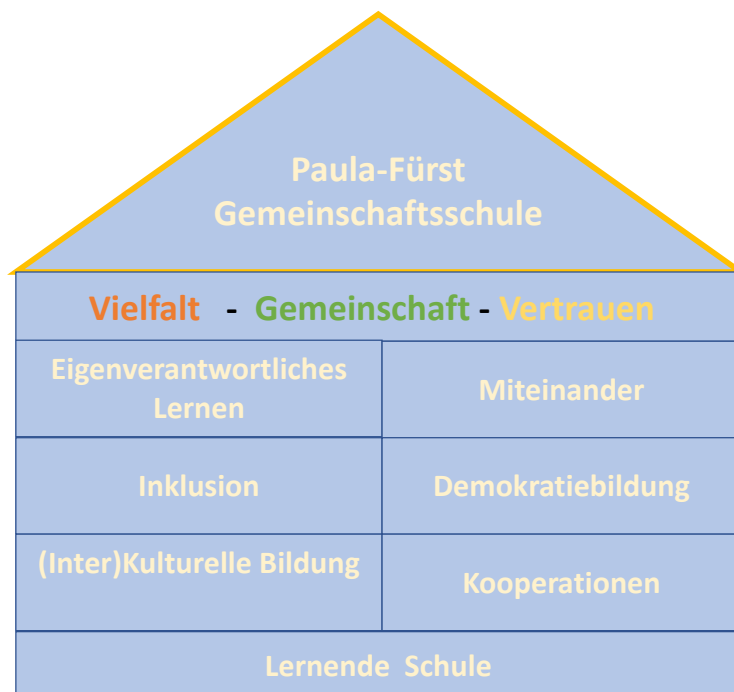 Paula-Fürst
Gemeinschaftsschule
Vielfalt - Gemeinschaft - Vertrauen
Eigenverantwortliches
Lernen
Miteinander
Inklusion
Demokratiebildung
(Inter)Kulturelle Bildung
Kooperationen
Lernende Schule